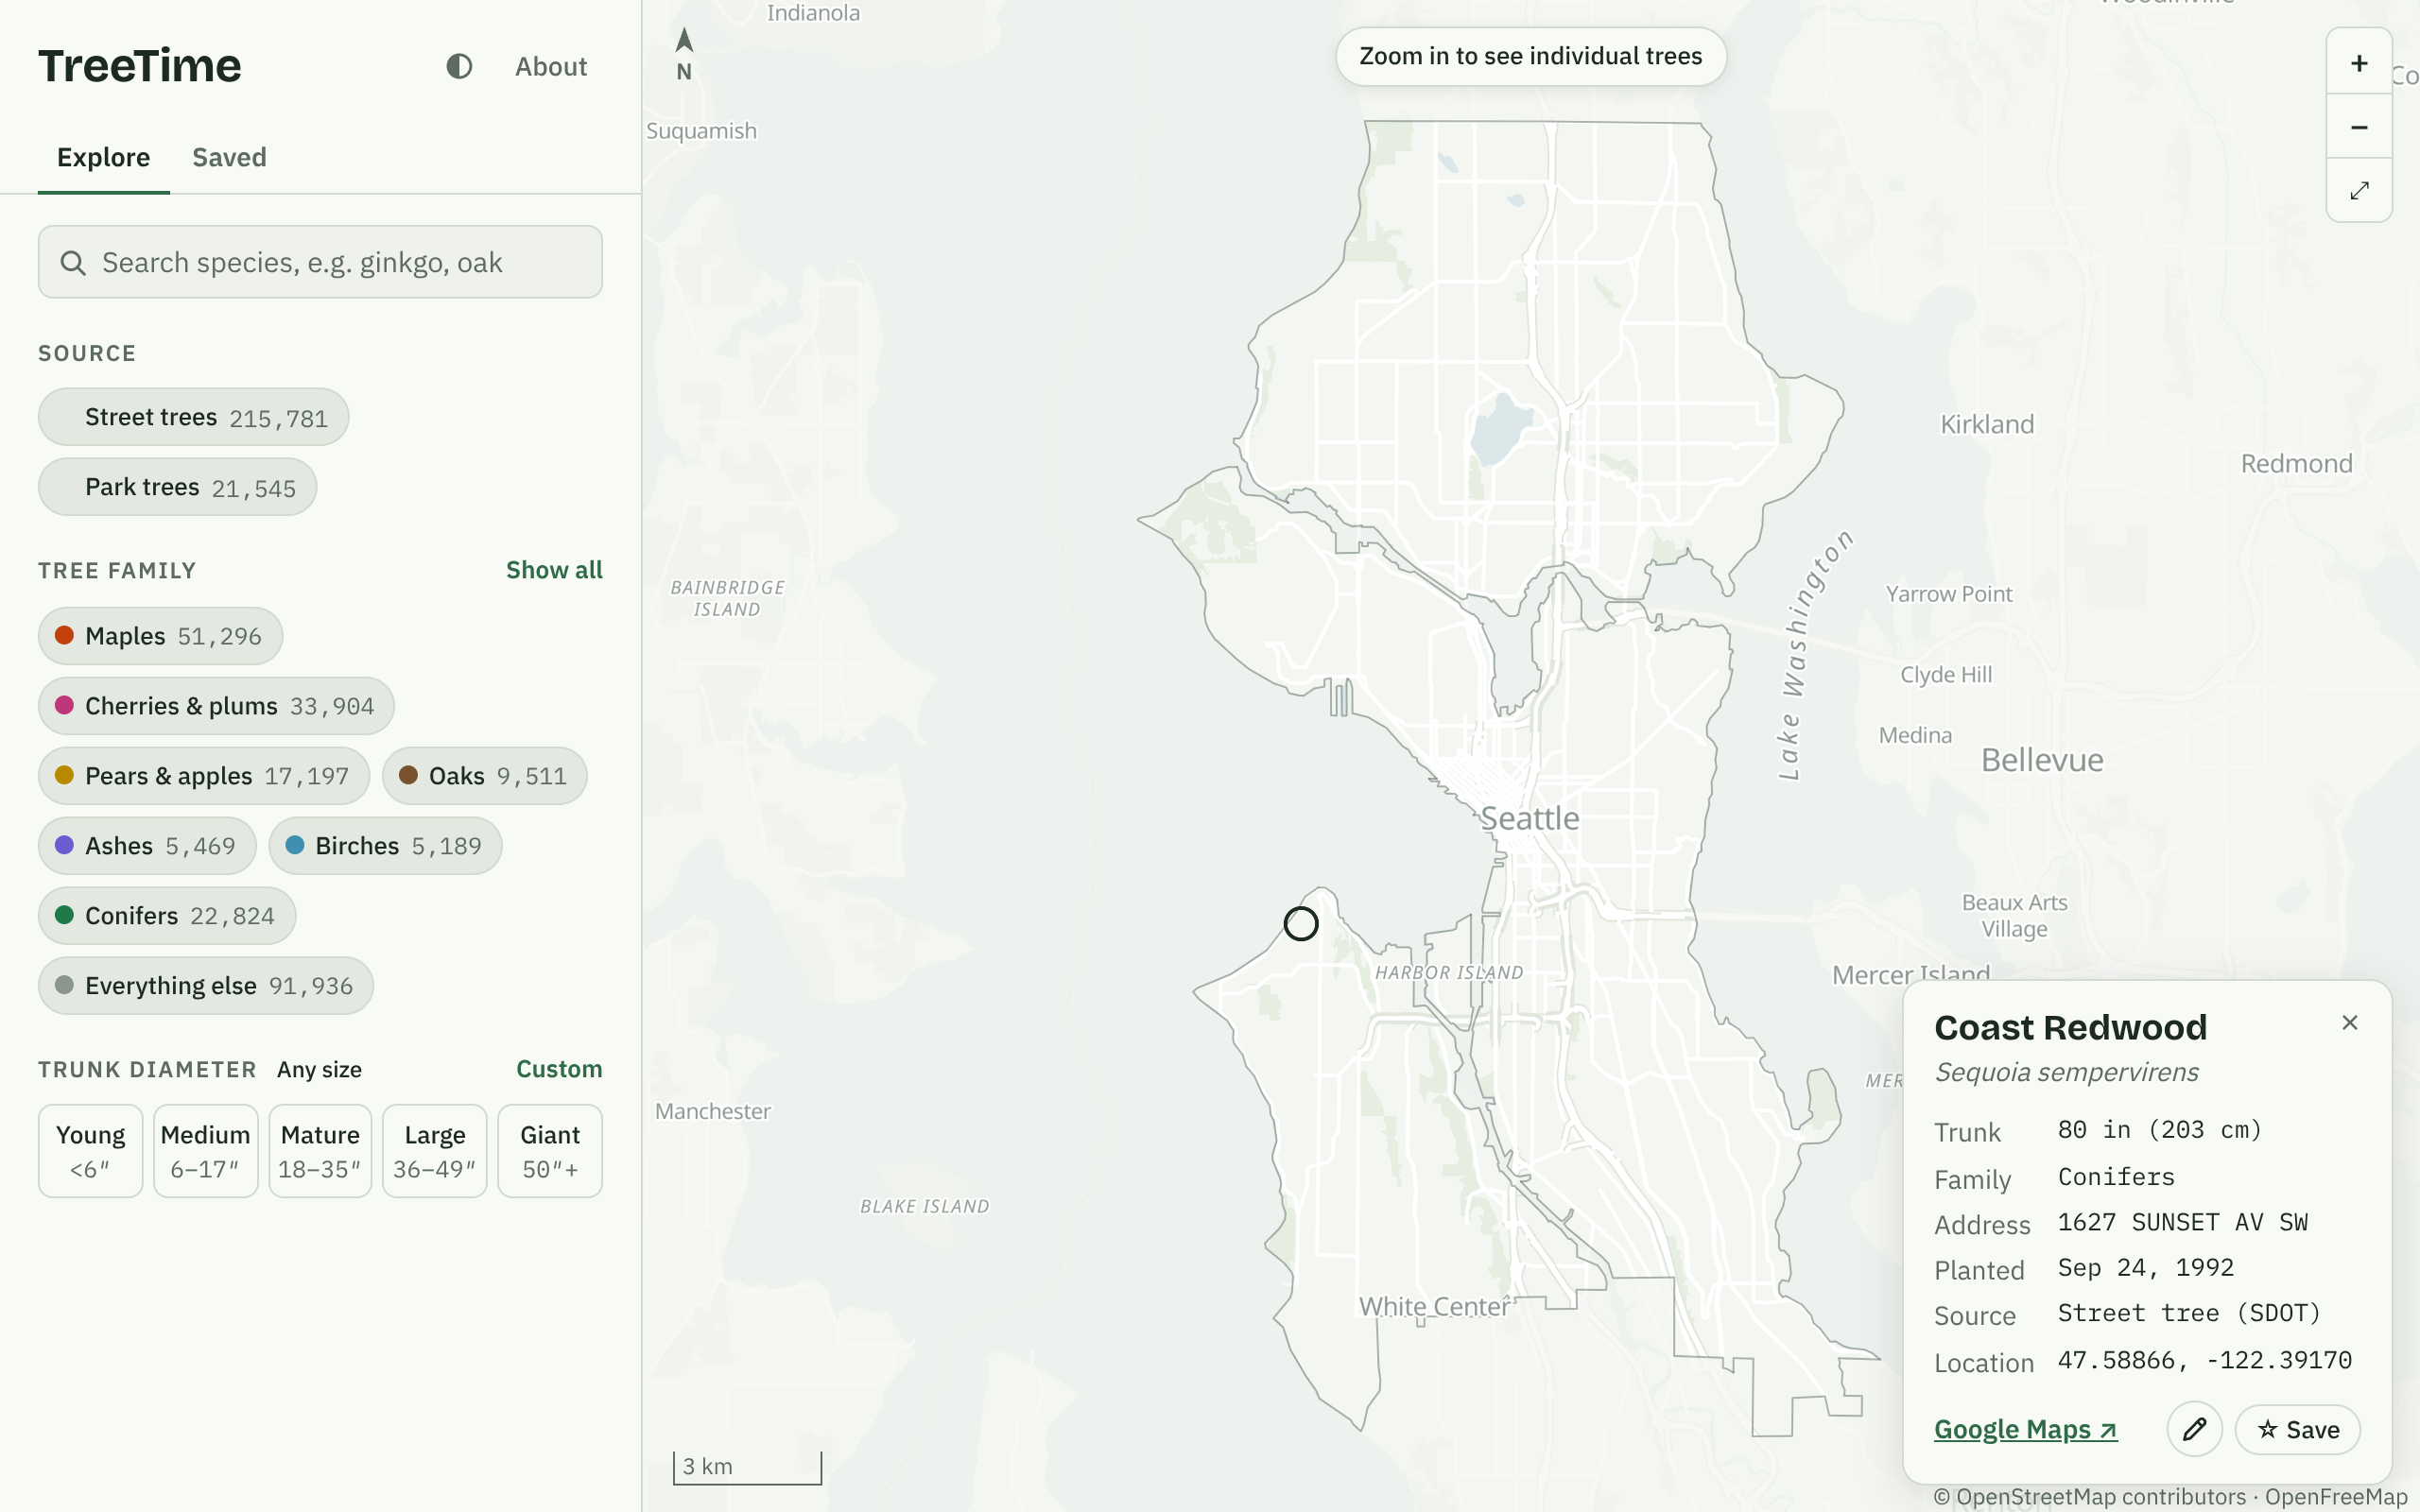 TreeTime
About
Explore
Saved
Search species, e.g. ginkgo, oak
SOURCE
Street trees 215,781
Park trees 21,545
TREE FAMILY
Show all
Maples 51,296
Cherries & plums 33,904
Pears & apples 17,197
Oaks 9,511
Ashes 5,469
Birches 5,189
Conifers 22,824
Everything else 91,936
TRUNK DIAMETER Any size
Custom
Young
<6″
Medium
6–17″
Mature
18–35″
Large
36–49″
Giant
50″+
N
Zoom in to see individual trees
+
−
Indianola
Suquamish
Kirkland
Redmond
BAINBRIDGE
ISLAND
Lake Washington
Yarrow Point
Clyde Hill
Medina
Bellevue
Seattle
Beaux Arts
Village
HARBOR ISLAND
Mercer Island
Manchester
BLAKE ISLAND
White Center
3 km
Coast Redwood
×
Sequoia sempervirens
Trunk 80 in (203 cm)
Family Conifers
Address 1627 SUNSET AV SW
Planted Sep 24, 1992
Source Street tree (SDOT)
Location 47.58866, -122.39170
Google Maps ↗
☆ Save
© OpenStreetMap contributors · OpenFreeMap